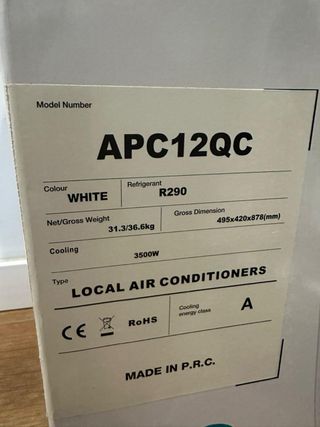 Model Number
APC12QC
Colour WHITE Refrigerant R290
Net/Gross Weight 31.3/36.6kg Gross Dimension 495x420x878(mm)
Cooling 3500W
Type LOCAL AIR CONDITIONERS
CE RoHS Cooling energy class A
MADE IN P.R.C.